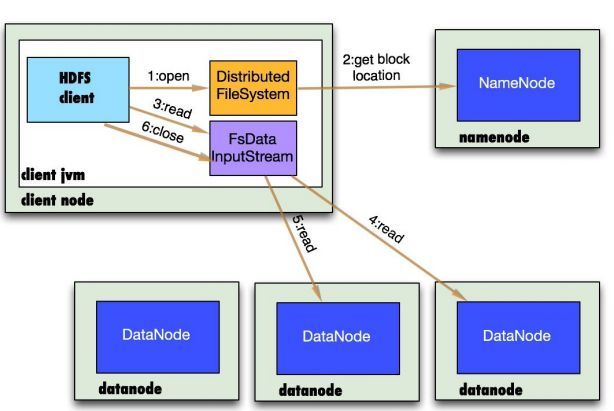 HDFS
client
1:open
Distributed
FileSystem
2:get block
location
NameNode
namenode
3:read
6:close
FsData
InputStream
client jvm
client node
5:read
4:read
DataNode
datanode
DataNode
datanode
DataNode
datanode